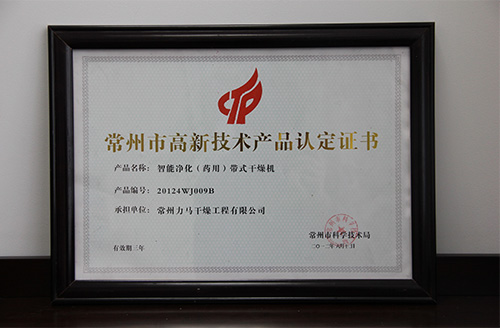 常州市高新技术产品认定证书
产品名称: 智能净化(药用)带式干燥机
产品编号: 20124WJ009B
承担单位: 常州力马干燥工程有限公司
常州市科学技术局
有效期三年